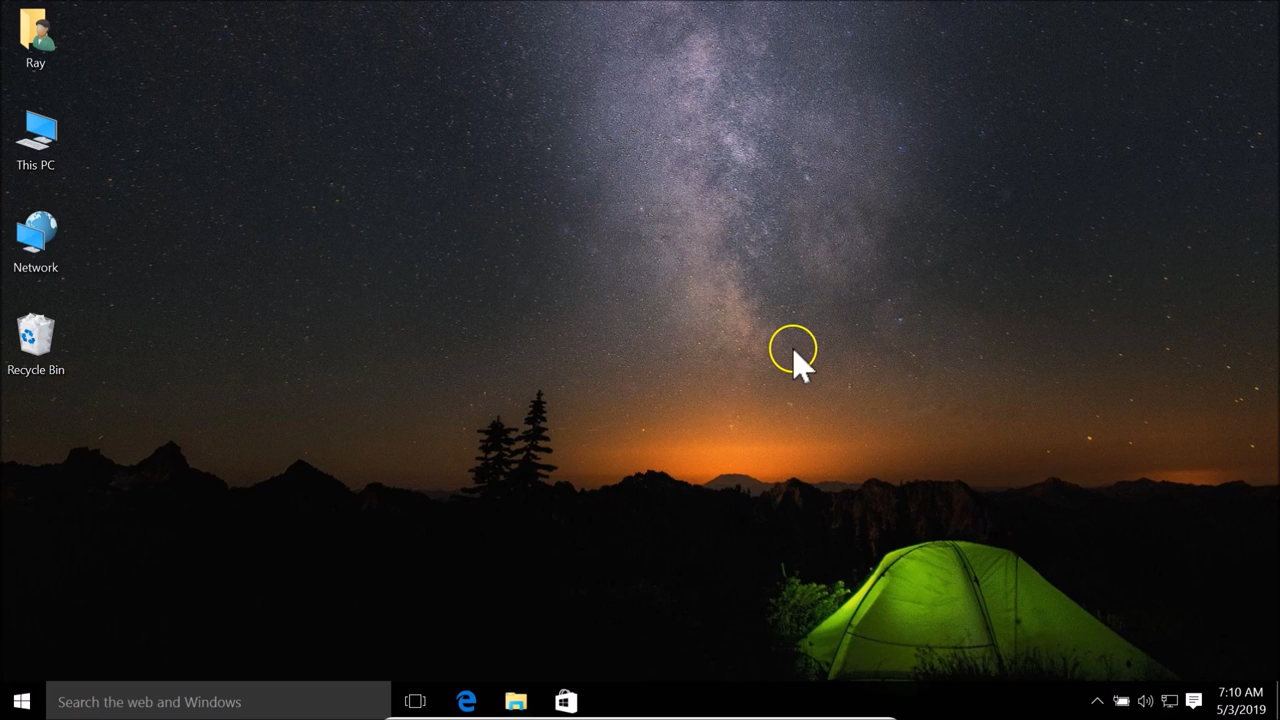 Ray
This PC
Network
Recycle Bin
Search the web and Windows
7:10 AM
5/3/2019